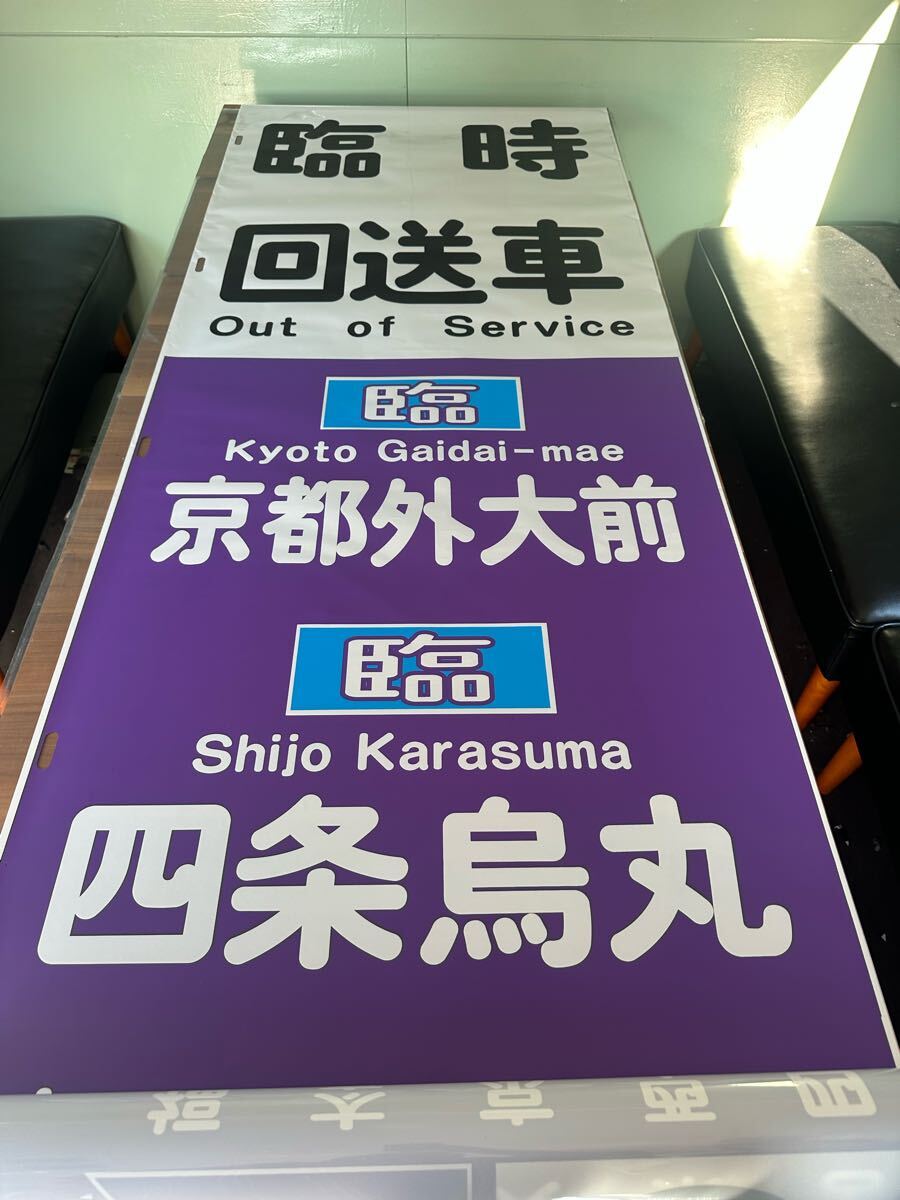 臨時
回送車
Out of Service
臨
Kyoto Gaidai-mae
京都外大前
臨
Shijo Karasuma
四条烏丸